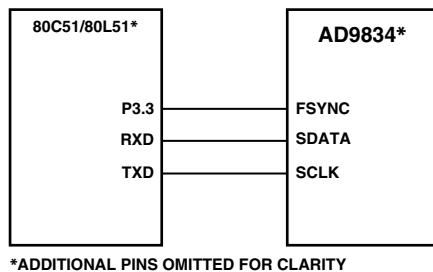 80C51/80L51*
AD9834*
P3.3
FSYNC
RXD
SDATA
TXD
SCLK
*ADDITIONAL PINS OMITTED FOR CLARITY